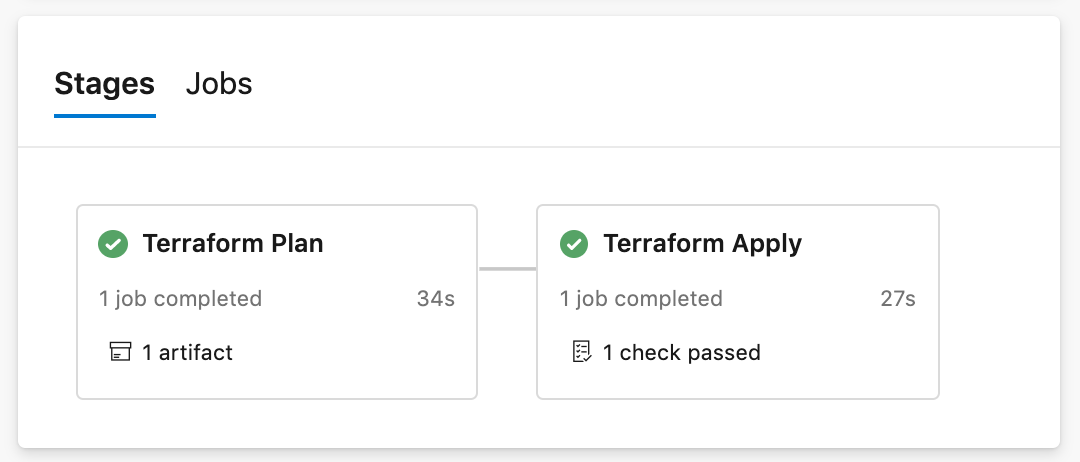 Stages Jobs
Terraform Plan
1 job completed 34s
1 artifact
Terraform Apply
1 job completed 27s
1 check passed